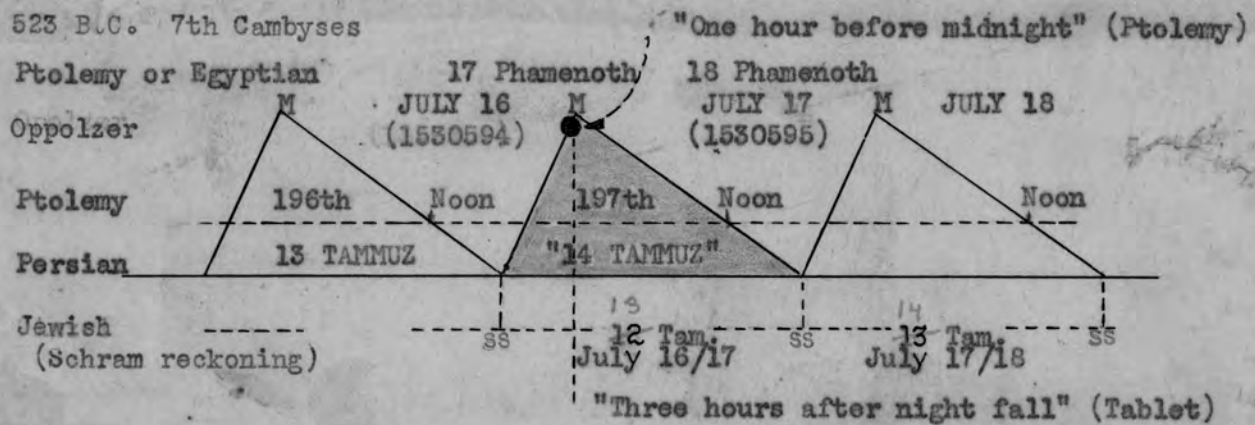 523 B.C. 7th Cambyses "One hour before midnight" (Ptolemy)
Ptolemy or Egyptian 17 Phamenoth 18 Phamenoth
M JULY 16 M JULY 17 M JULY 18
Oppolzer (1530594) (1530595)
Ptolemy 196th Noon 197th Noon Noon
Persian 13 TAMMUZ "14 TAMMUZ"
13 14
Jewish SS 12 Tam. SS 13 Tam. SS
(Schram reckoning) July 16/17 July 17/18
"Three hours after night fall" (Tablet)